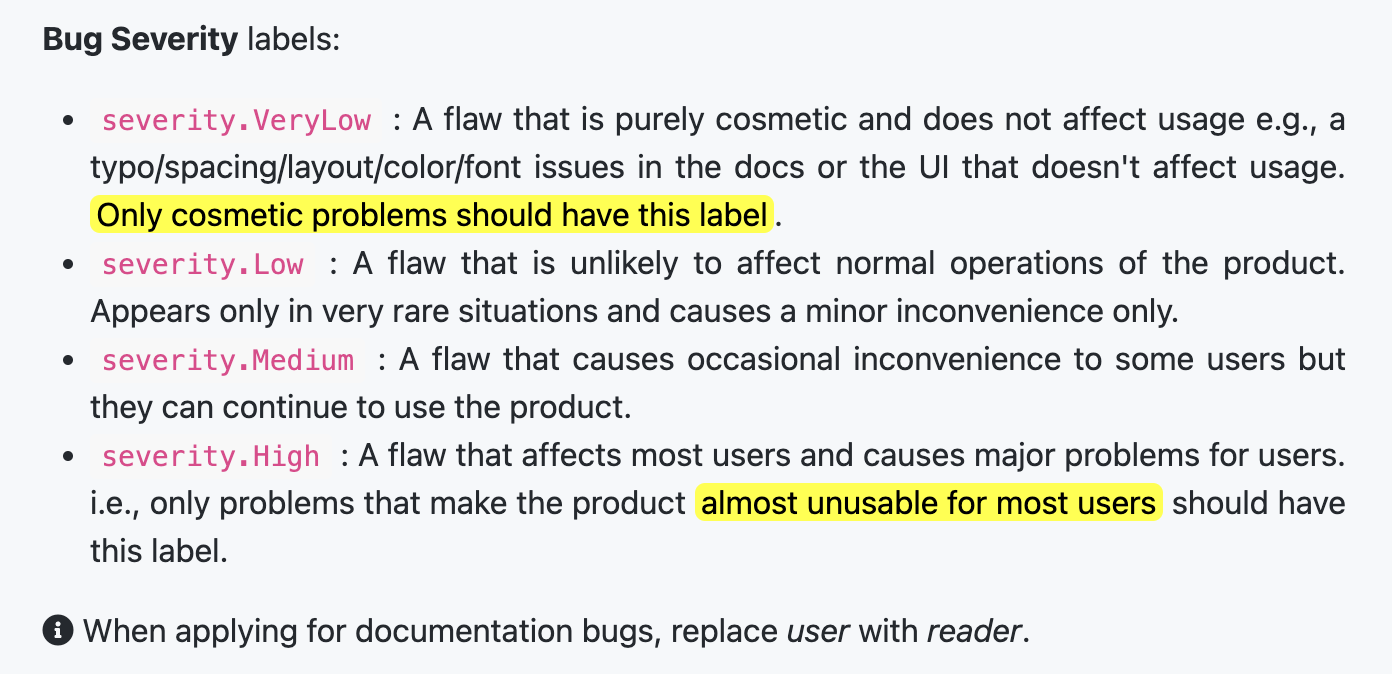 Bug Severity labels:
• severity.VeryLow : A flaw that is purely cosmetic and does not affect usage e.g., a
typo/spacing/layout/color/font issues in the docs or the UI that doesn't affect usage.
Only cosmetic problems should have this label.
• severity.Low : A flaw that is unlikely to affect normal operations of the product.
Appears only in very rare situations and causes a minor inconvenience only.
• severity.Medium : A flaw that causes occasional inconvenience to some users but
they can continue to use the product.
• severity.High : A flaw that affects most users and causes major problems for users.
i.e., only problems that make the product almost unusable for most users should have
this label.
When applying for documentation bugs, replace user with reader.